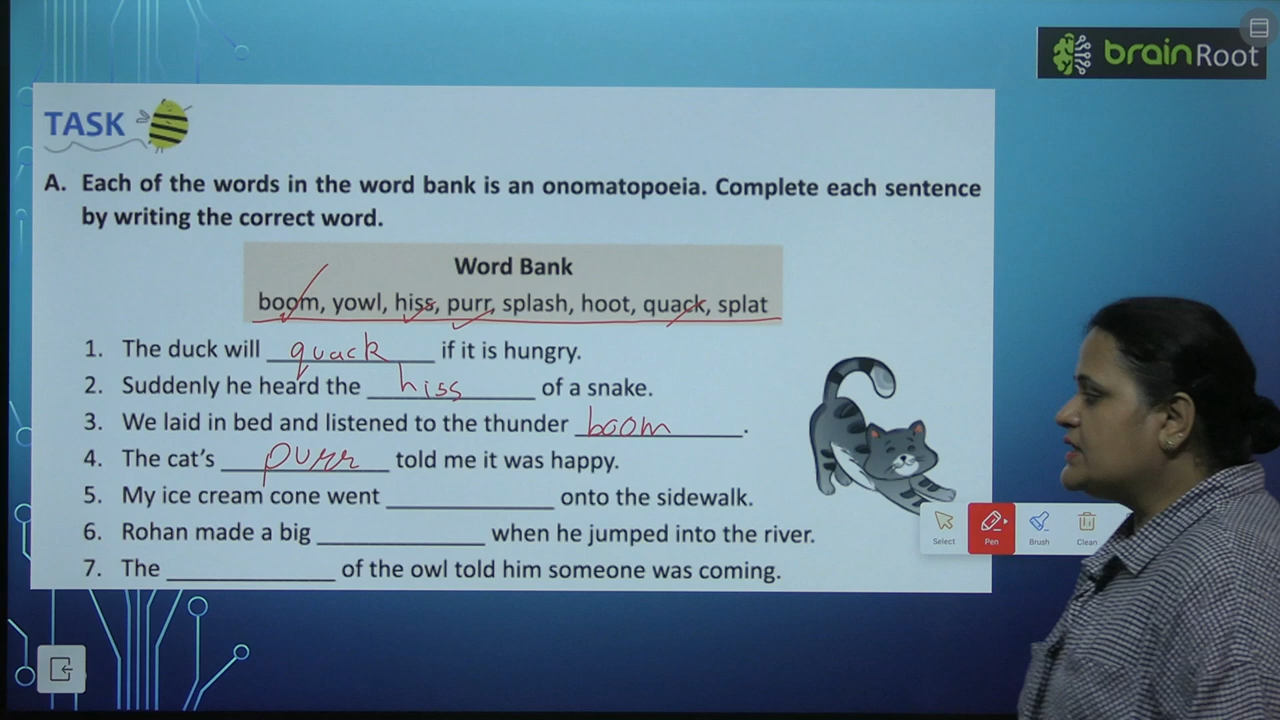 brainRoot
TASK
A. Each of the words in the word bank is an onomatopoeia. Complete each sentence
by writing the correct word.
Word Bank
boom, yowl, hiss, purr, splash, hoot, quack, splat
1. The duck will quack if it is hungry.
2. Suddenly he heard the hiss of a snake.
3. We laid in bed and listened to the thunder boom.
4. The cat's purr told me it was happy.
5. My ice cream cone went ____________ onto the sidewalk.
6. Rohan made a big ____________ when he jumped into the river.
7. The ____________ of the owl told him someone was coming.
Select Pen Brush Clean